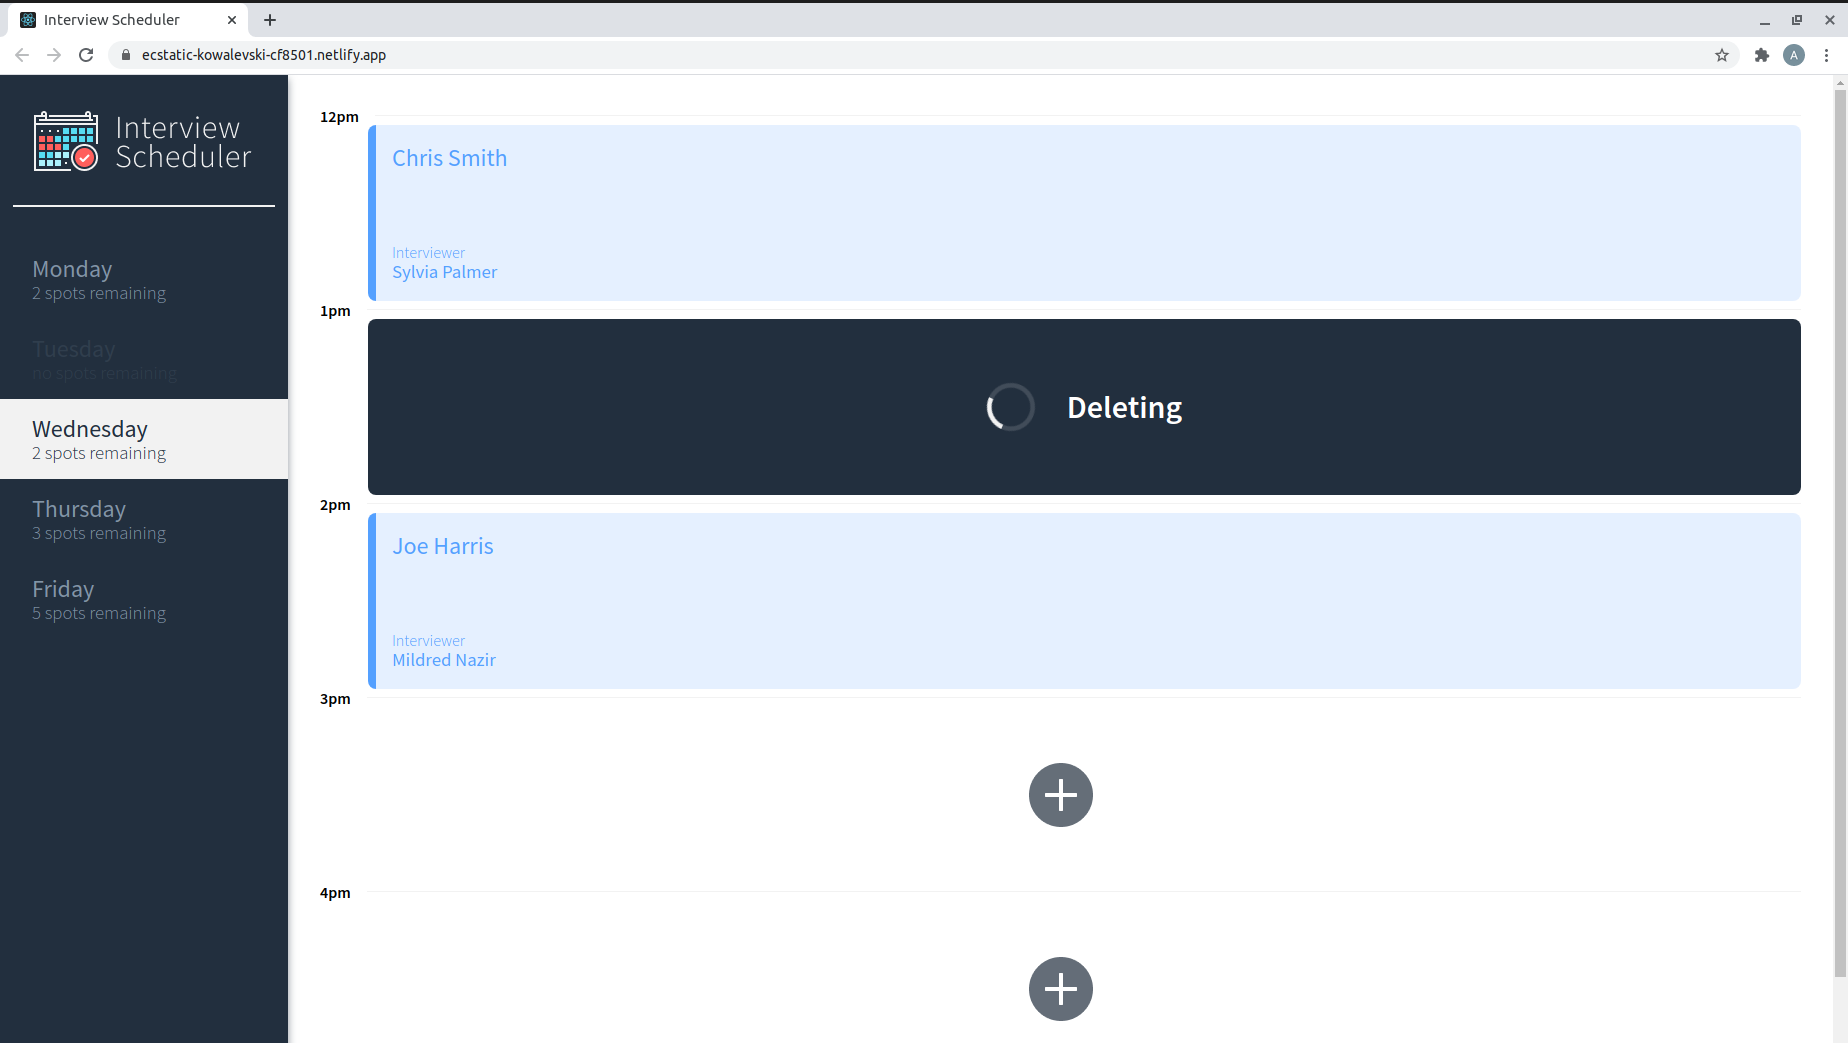 Interview Scheduler
ecstatic-kowalevski-cf8501.netlify.app
A
Interview
Scheduler
Monday
2 spots remaining
Tuesday
no spots remaining
Wednesday
2 spots remaining
Thursday
3 spots remaining
Friday
5 spots remaining
12pm
Chris Smith
Interviewer
Sylvia Palmer
1pm
Deleting
2pm
Joe Harris
Interviewer
Mildred Nazir
3pm
4pm